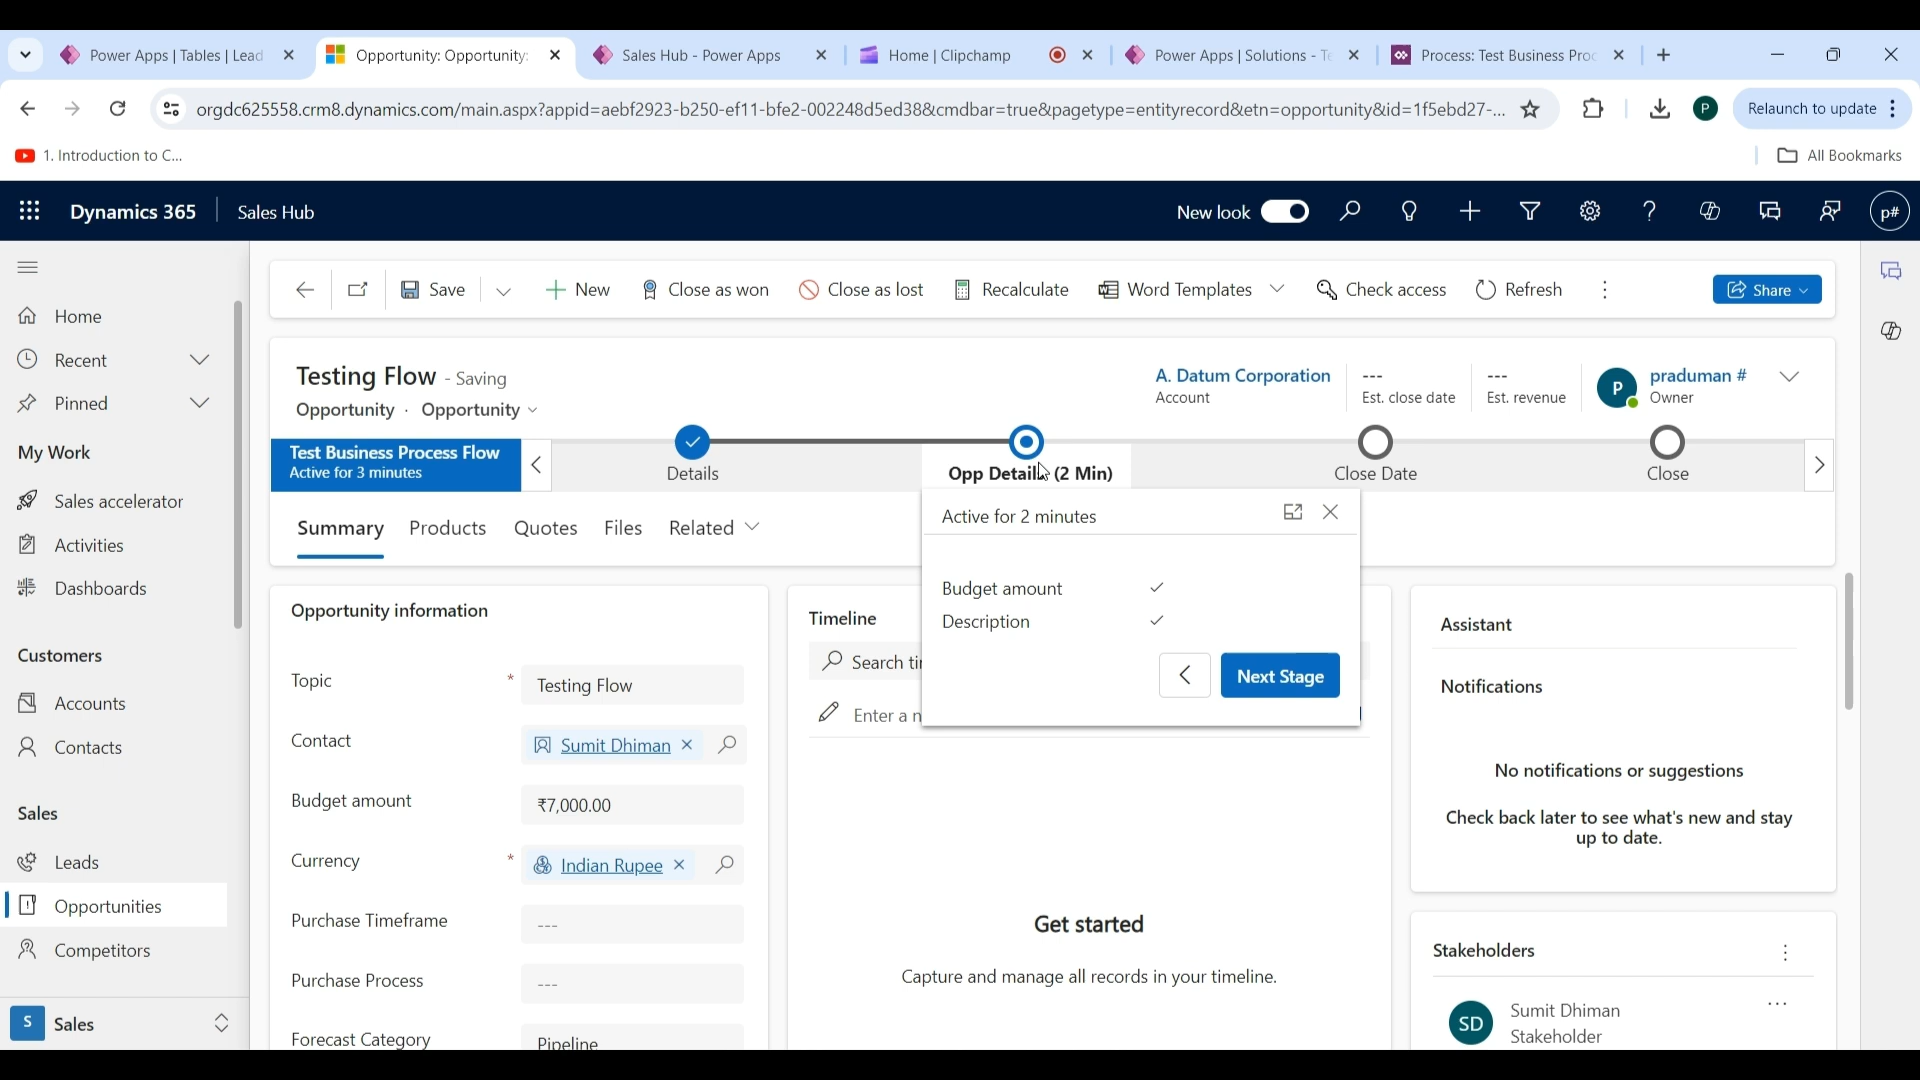 Power Apps | Tables | Lead
Opportunity: Opportunity:
Sales Hub - Power Apps
Home | Clipchamp
Power Apps | Solutions - Te
Process: Test Business Proc
orgdc625558.crm8.dynamics.com/main.aspx?appid=aebf2923-b250-ef11-bfe2-002248d5ed38&cmdbar=true&pagetype=entityrecord&etn=opportunity&id=1f5ebd27-...
P
Relaunch to update
1. Introduction to C...
All Bookmarks
Dynamics 365
Sales Hub
New look
p#
Save
New
Close as won
Close as lost
Recalculate
Word Templates
Check access
Refresh
Share
Home
Recent
Pinned
My Work
Sales accelerator
Activities
Dashboards
Customers
Accounts
Contacts
Sales
Leads
Opportunities
Competitors
S
Sales
Testing Flow - Saving
Opportunity · Opportunity
A. Datum Corporation
Account
---
Est. close date
---
Est. revenue
P
praduman #
Owner
Test Business Process Flow
Active for 3 minutes
Details
Opp Details (2 Min)
Close Date
Close
Summary
Products
Quotes
Files
Related
Active for 2 minutes
Budget amount
Description
Next Stage
Opportunity information
Topic * Testing Flow
Contact Sumit Dhiman
Budget amount ₹7,000.00
Currency * Indian Rupee
Purchase Timeframe ---
Purchase Process ---
Forecast Category Pipeline
Timeline
Search ti
Enter a n
Get started
Capture and manage all records in your timeline.
Assistant
Notifications
No notifications or suggestions
Check back later to see what's new and stay
up to date.
Stakeholders
SD
Sumit Dhiman
Stakeholder